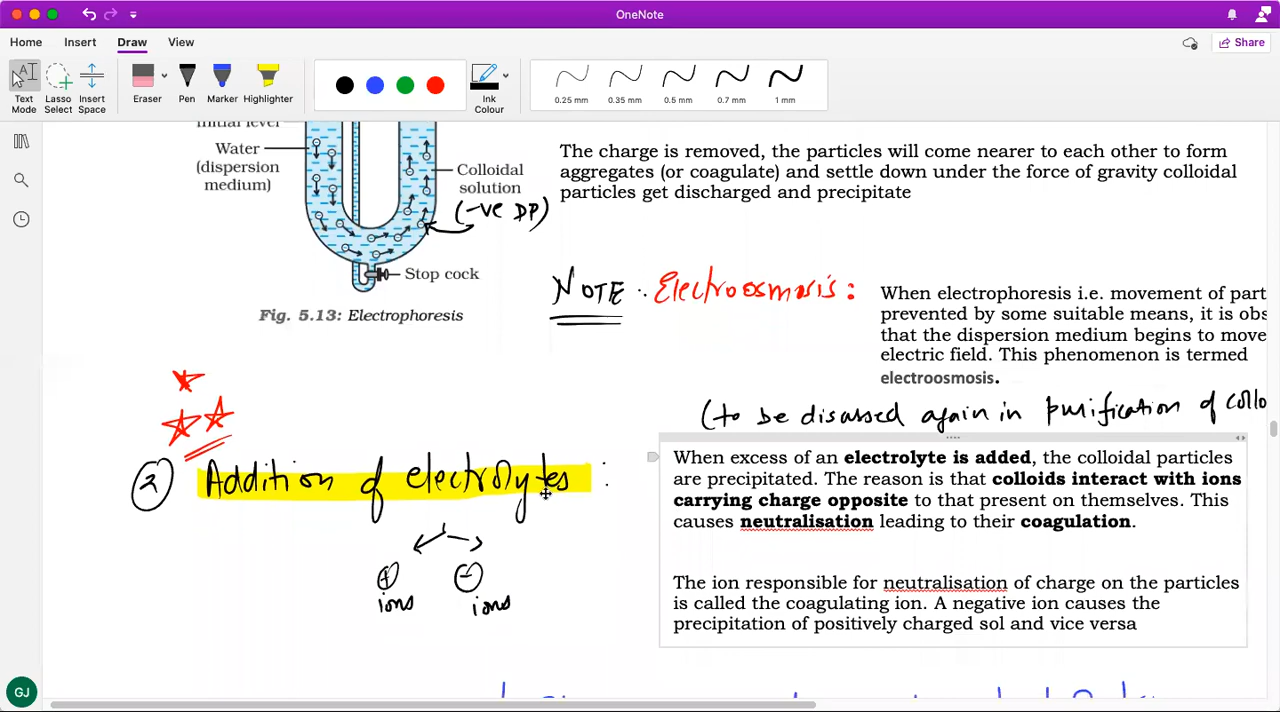 OneNote
Home Insert Draw View
Share
Text Mode
Lasso Select
Insert Space
Eraser
Pen
Marker
Highlighter
Ink Colour
0.25 mm 0.35 mm 0.5 mm 0.7 mm 1 mm
Initial level
Water
(dispersion
medium)
Colloidal
solution
(-ve DP)
Stop cock
Fig. 5.13: Electrophoresis
The charge is removed, the particles will come nearer to each other to form
aggregates (or coagulate) and settle down under the force of gravity colloidal
particles get discharged and precipitate
NOTE : Electroosmosis :
When electrophoresis i.e. movement of part
prevented by some suitable means, it is obs
that the dispersion medium begins to move
electric field. This phenomenon is termed
electroosmosis.
(to be discussed again in purification of collo
② Addition of electrolytes :
⊕ ions
⊖ ions
When excess of an electrolyte is added, the colloidal particles
are precipitated. The reason is that colloids interact with ions
carrying charge opposite to that present on themselves. This
causes neutralisation leading to their coagulation.
The ion responsible for neutralisation of charge on the particles
is called the coagulating ion. A negative ion causes the
precipitation of positively charged sol and vice versa
GJ